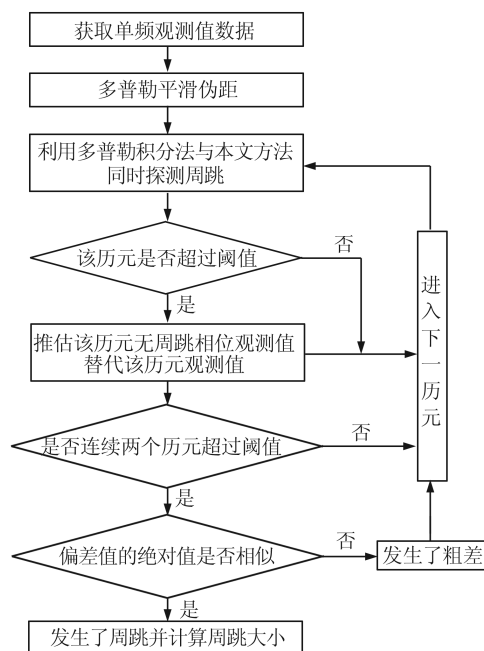 获取单频观测值数据
多普勒平滑伪距
利用多普勒积分法与本文方法
同时探测周跳
该历元是否超过阈值
否
是
推估该历元无周跳相位观测值
替代该历元观测值
进入下一历元
是否连续两个历元超过阈值
否
是
偏差值的绝对值是否相似
否
发生了粗差
是
发生了周跳并计算周跳大小